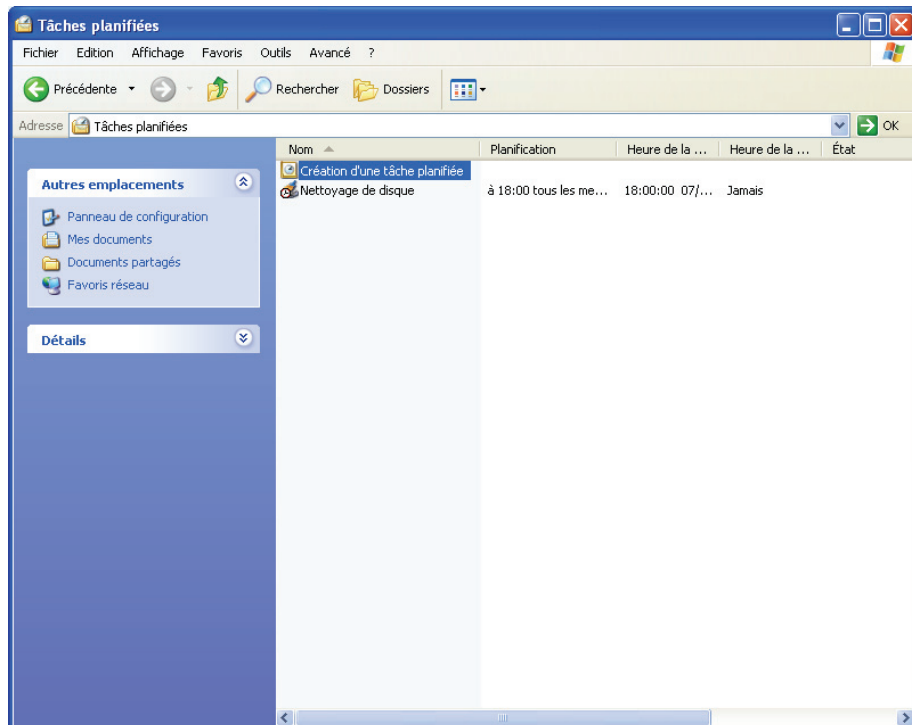 Tâches planifiées
Fichier Edition Affichage Favoris Outils Avancé ?
Précédente Rechercher Dossiers
Adresse Tâches planifiées OK
Nom Planification Heure de la ... Heure de la ... État
Création d'une tâche planifiée
Nettoyage de disque à 18:00 tous les me... 18:00:00 07/... Jamais
Autres emplacements
Panneau de configuration
Mes documents
Documents partagés
Favoris réseau
Détails